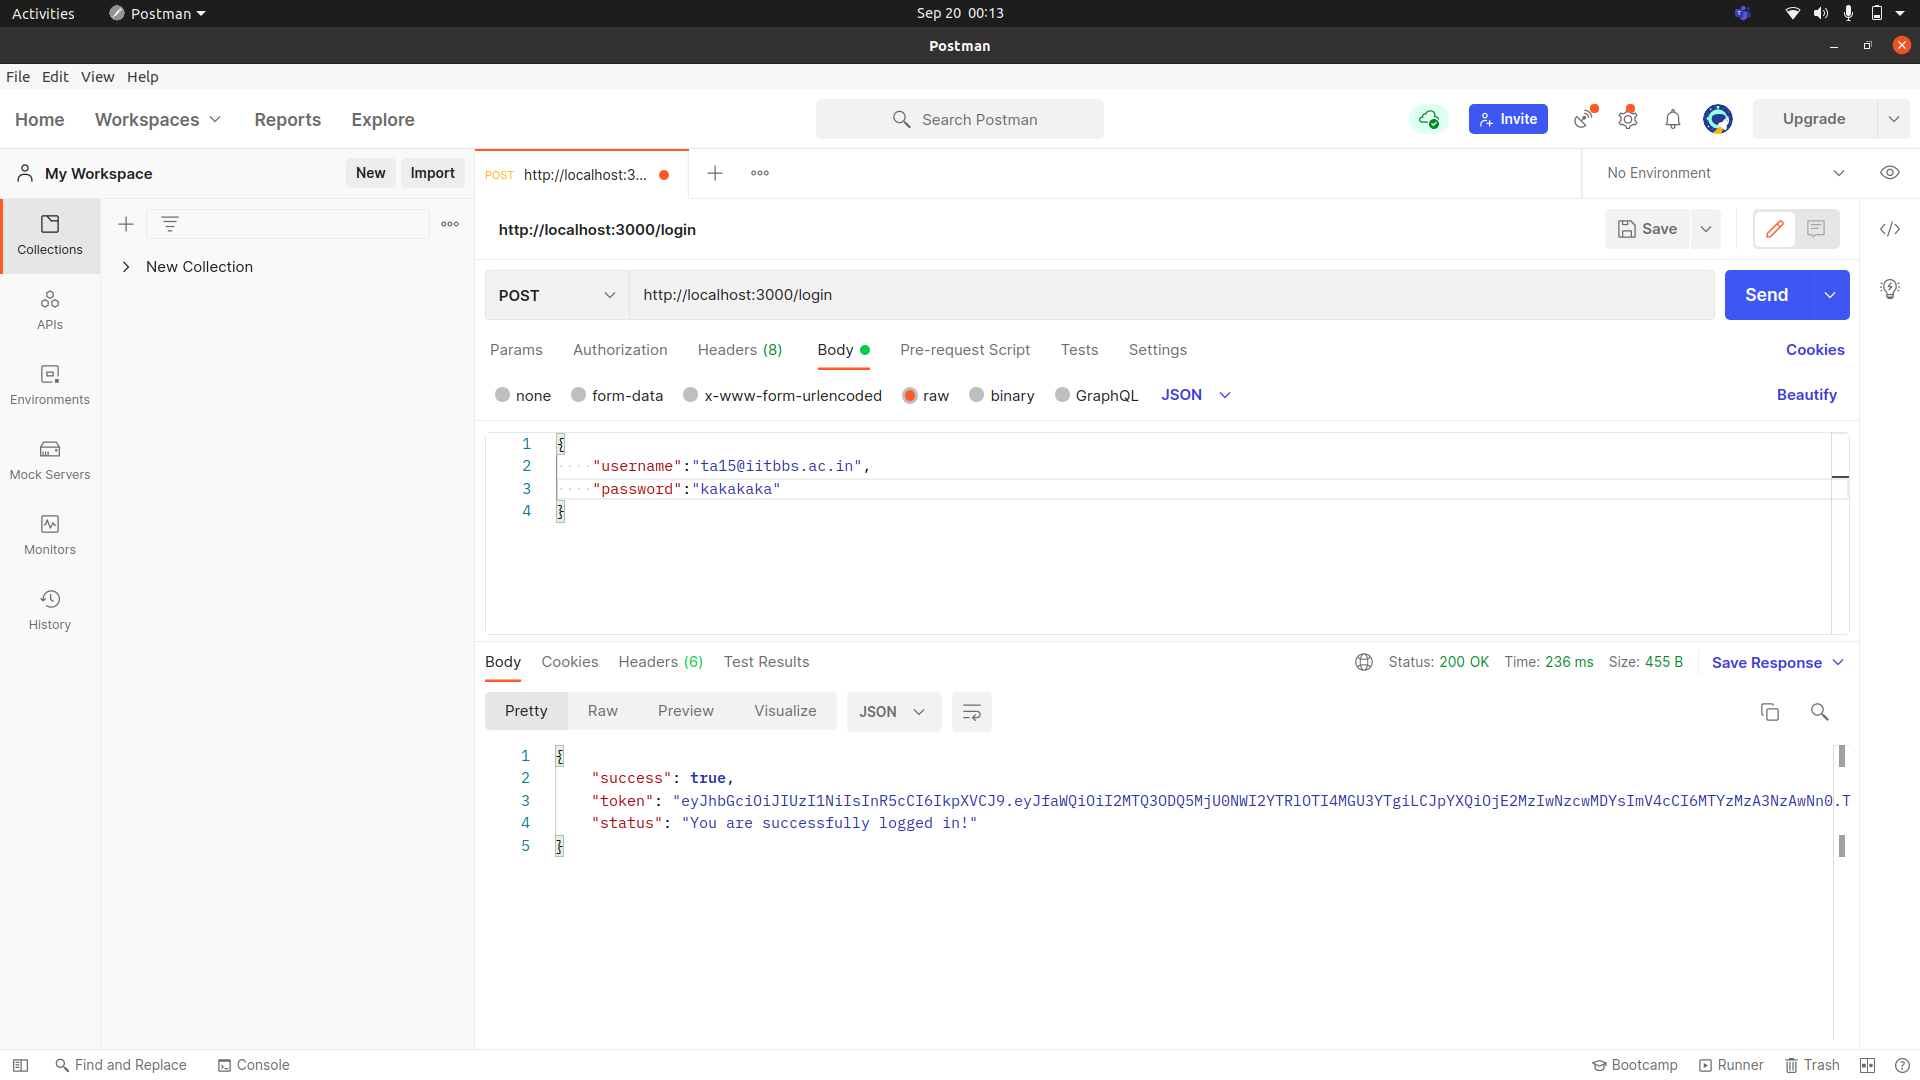 Activities Postman Sep 20 00:13
Postman
File Edit View Help
Home Workspaces Reports Explore Search Postman Invite Upgrade
My Workspace New Import POST http://localhost:3... No Environment
Collections
New Collection
APIs
Environments
Mock Servers
Monitors
History
http://localhost:3000/login Save
POST http://localhost:3000/login Send
Params Authorization Headers (8) Body Pre-request Script Tests Settings Cookies
none form-data x-www-form-urlencoded raw binary GraphQL JSON Beautify
1 {
2 "username":"ta15@iitbbs.ac.in",
3 "password":"kakakaka"
4 }
Body Cookies Headers (6) Test Results Status: 200 OK Time: 236 ms Size: 455 B Save Response
Pretty Raw Preview Visualize JSON
1 {
2 "success": true,
3 "token": "eyJhbGciOiJIUzI1NiIsInR5cCI6IkpXVCJ9.eyJfaWQiOiI2MTQ3ODQ5MjU0NWI2YTRlOTI4MGU3YTgiLCJpYXQiOjE2MzIwNzcwMDYsImV4cCI6MTYzMzA3NzAwNn0.T
4 "status": "You are successfully logged in!"
5 }
Find and Replace Console Bootcamp Runner Trash